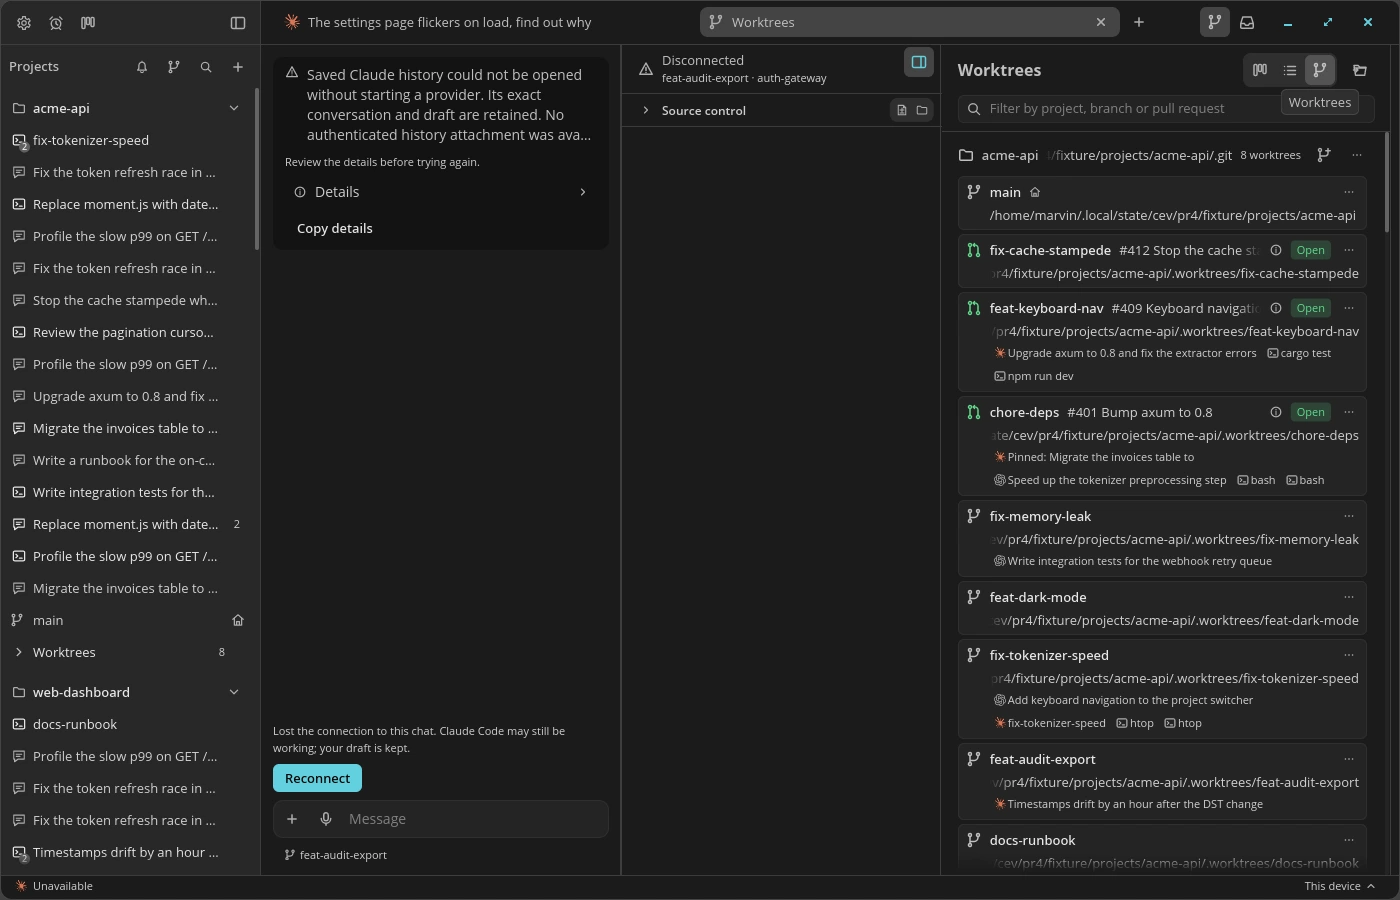 The settings page flickers on load, find out why
Worktrees
Projects
acme-api
2
fix-tokenizer-speed
Fix the token refresh race in ...
Replace moment.js with date...
Profile the slow p99 on GET /...
Fix the token refresh race in ...
Stop the cache stampede wh...
Review the pagination curso...
Profile the slow p99 on GET /...
Upgrade axum to 0.8 and fix ...
Migrate the invoices table to ...
Write a runbook for the on-c...
Write integration tests for th...
Replace moment.js with date... 2
Profile the slow p99 on GET /...
Migrate the invoices table to ...
main
Worktrees 8
web-dashboard
docs-runbook
Profile the slow p99 on GET /...
Fix the token refresh race in ...
Fix the token refresh race in ...
2
Timestamps drift by an hour ...
Saved Claude history could not be opened
without starting a provider. Its exact
conversation and draft are retained. No
authenticated history attachment was ava...
Review the details before trying again.
Details
Copy details
Lost the connection to this chat. Claude Code may still be
working; your draft is kept.
Reconnect
Message
feat-audit-export
Disconnected
feat-audit-export · auth-gateway
Source control
Worktrees
Filter by project, branch or pull request
Worktrees
acme-api /fixture/projects/acme-api/.git 8 worktrees
main
/home/marvin/.local/state/cev/pr4/fixture/projects/acme-api
fix-cache-stampede #412 Stop the cache st Open
r4/fixture/projects/acme-api/.worktrees/fix-cache-stampede
feat-keyboard-nav #409 Keyboard navigatic Open
/pr4/fixture/projects/acme-api/.worktrees/feat-keyboard-nav
Upgrade axum to 0.8 and fix the extractor errors cargo test
npm run dev
chore-deps #401 Bump axum to 0.8 Open
ate/cev/pr4/fixture/projects/acme-api/.worktrees/chore-deps
Pinned: Migrate the invoices table to
Speed up the tokenizer preprocessing step bash bash
fix-memory-leak
ev/pr4/fixture/projects/acme-api/.worktrees/fix-memory-leak
Write integration tests for the webhook retry queue
feat-dark-mode
ev/pr4/fixture/projects/acme-api/.worktrees/feat-dark-mode
fix-tokenizer-speed
pr4/fixture/projects/acme-api/.worktrees/fix-tokenizer-speed
Add keyboard navigation to the project switcher
fix-tokenizer-speed htop htop
feat-audit-export
v/pr4/fixture/projects/acme-api/.worktrees/feat-audit-export
Timestamps drift by an hour after the DST change
docs-runbook
/cev/pr4/fixture/projects/acme-api/.worktrees/docs-runbook
Unavailable
This device